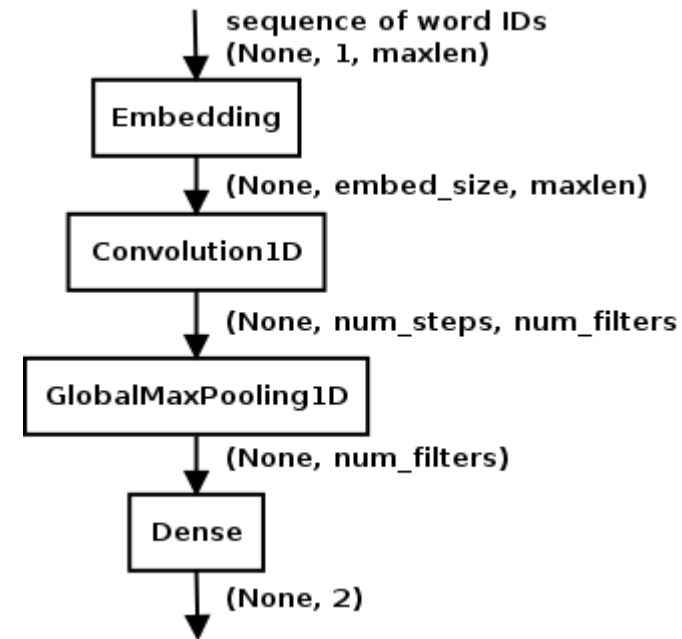 sequence of word IDs
(None, 1, maxlen)
Embedding
(None, embed_size, maxlen)
Convolution1D
(None, num_steps, num_filters
GlobalMaxPooling1D
(None, num_filters)
Dense
(None, 2)